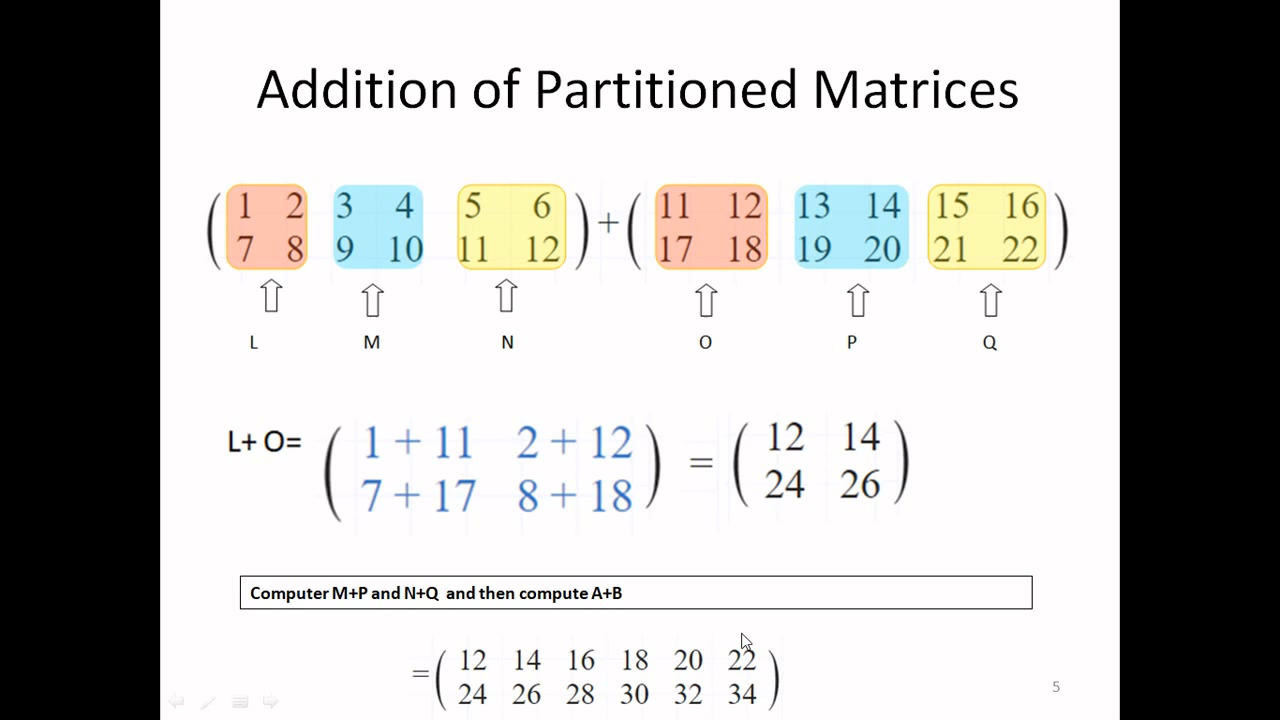 Addition of Partitioned Matrices
( 1 2 3 4 5 6 ) + ( 11 12 13 14 15 16 )
7 8 9 10 11 12 17 18 19 20 21 22
L M N O P Q
L+ O= ( 1 + 11 2 + 12 ) = ( 12 14 )
7 + 17 8 + 18 24 26
Computer M+P and N+Q and then compute A+B
= ( 12 14 16 18 20 22 )
24 26 28 30 32 34
5